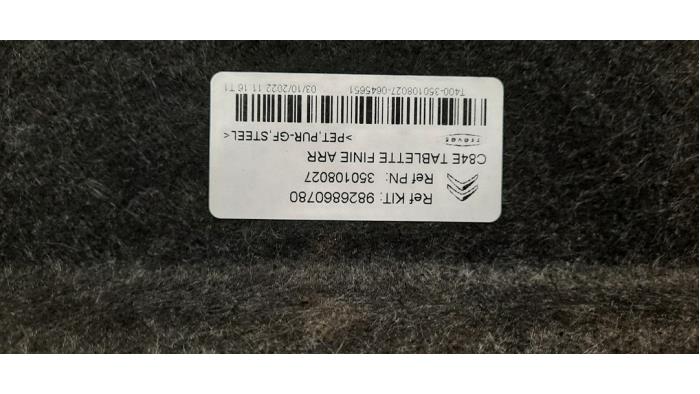 Ref KIT: 9826860780
Ref PN: 350108027
C84E TABLETTE FINIE ARR
trèves
>PET,PUR-GF,STEEL<
T400-350108027-0645651 03/10/2022 11 16 T1